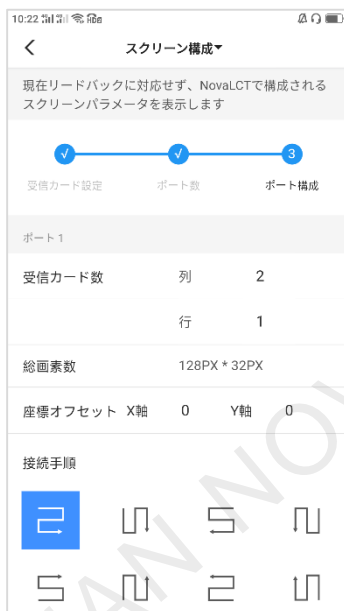 10:22
スクリーン構成▾
現在リードバックに対応せず、NovaLCTで構成される
スクリーンパラメータを表示します
3
受信カード設定 ポート数 ポート構成
ポート 1
受信カード数 列 2
行 1
総画素数 128PX * 32PX
座標オフセット X軸 0 Y軸 0
接続手順